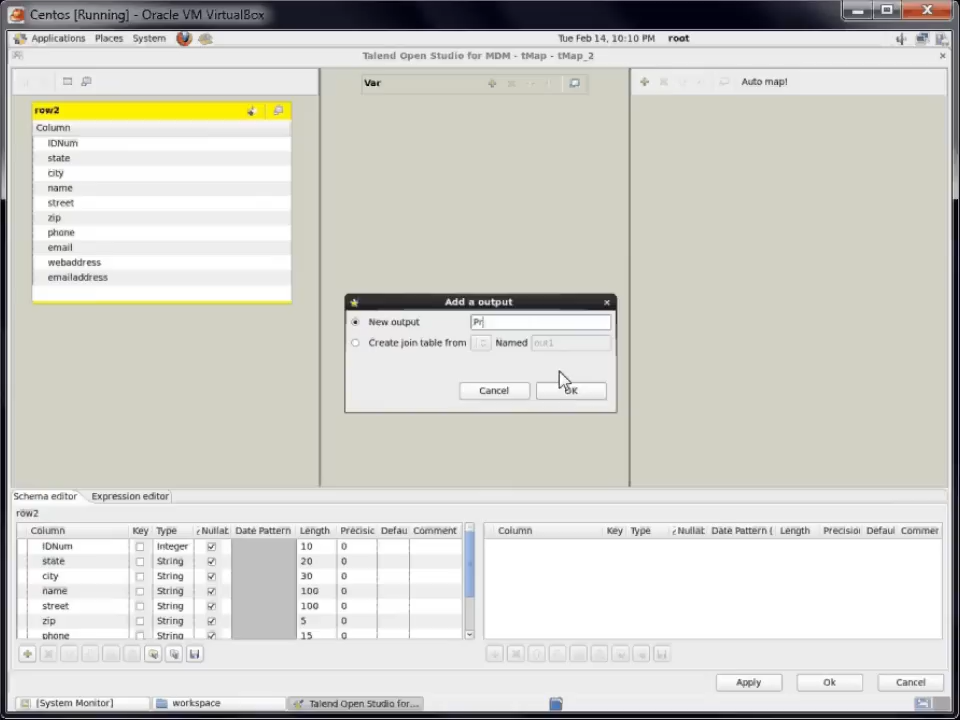 Centos [Running] - Oracle VM VirtualBox
Applications Places System Tue Feb 14, 10:10 PM root
Talend Open Studio for MDM - tMap - tMap_2
Var Auto map!
row2
Column
IDNum
state
city
name
street
zip
phone
email
webaddress
emailaddress
Add a output
New output Pr
Create join table from Named out1
Cancel OK
Schema editor Expression editor
row2
Column Key Type Nullab Date Pattern Length Precisic Defau Comment
Column Key Type Nullab Date Pattern ( Length Precision Defaul Commer
IDNum Integer 10 0
state String 20 0
city String 30 0
name String 100 0
street String 100 0
zip String 5 0
phone String 15 0
Apply Ok Cancel
[System Monitor] workspace Talend Open Studio for...